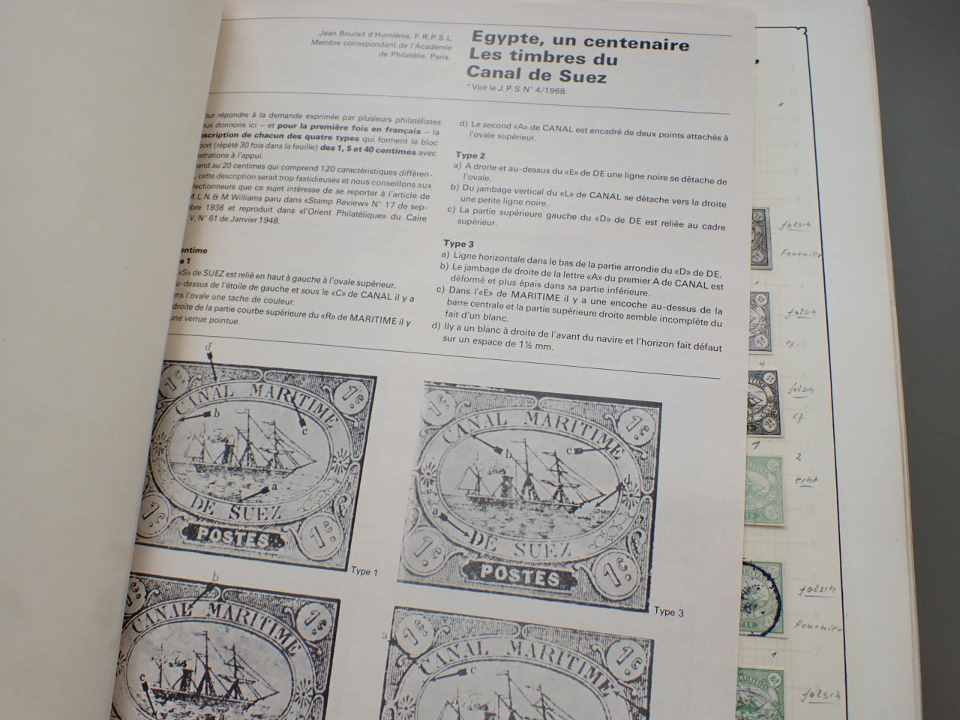 Jean Boulad d'Humières, F.R.P.S.L.
Membre correspondant de l'Académie
de Philatélie, Paris.
Egypte, un centenaire
Les timbres du
Canal de Suez
*Voir le J.P.S. N° 4/1968.
répondre à la demande exprimée par plusieurs philatélistes
donnons ici – et pour la première fois en français – la
de chacun des quatre types qui forment la bloc
(répété 30 fois dans la feuille) des 1, 5 et 40 centimes avec
à l'appui.
au 20 centimes qui comprend 120 caractéristiques
cette description serait trop fastidieuse et nous conseillons aux
que ce sujet intéresse de se reporter à l'article de
L. N. & M. Williams paru dans «Stamp Review» N° 17 de
1938 et reproduit dans «l'Orient Philatélique» du Caire
N° 61 de Janvier 1948.
1
«S» de SUEZ est relié en haut à gauche à l'ovale supérieur.
de l'étoile de gauche et sous le «C» de CANAL il y a
l'ovale une tache de couleur.
droite de la partie courbe supérieure du «R» de MARITIME il y
une verrue pointue.
d) Le second «A» de CANAL est encadré de deux points attachés à
l'ovale supérieur.
Type 2
a) A droite et au-dessus du «E» de DE une ligne noire se détache de
l'ovale.
b) Du jambage vertical du «L» de CANAL se détache vers la droite
une petite ligne noire.
c) La partie supérieure gauche du «D» de DE est reliée au cadre
supérieur.
Type 3
a) Ligne horizontale dans le bas de la partie arrondie du «D» de DE.
b) Le jambage de droite de la lettre «A» du premier A de CANAL est
déformé et plus épais dans sa partie inférieure.
c) Dans l'«E» de MARITIME il y a une encoche au-dessus de la
barre centrale et la partie supérieure droite semble incomplète du
fait d'un blanc.
d) Il y a un blanc à droite de l'avant du navire et l'horizon fait défaut
sur un espace de 1½ mm.
d
CANAL MARITIME
b
c
a
DE SUEZ
POSTES
Type 1
CANAL MARITIME
b
c
a
DE SUEZ
POSTES
Type 3
b
CANAL MARITIME
c
a
CANAL MARITIME
c
falsch
falsch
falsch
1
2
echt
falsch
falsch